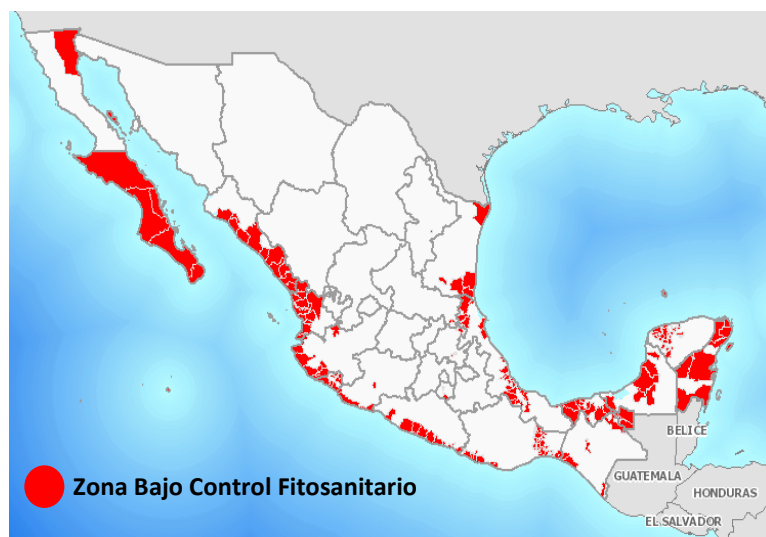 BELICE
GUATEMALA
HONDURAS
EL SALVADOR
Zona Bajo Control Fitosanitario